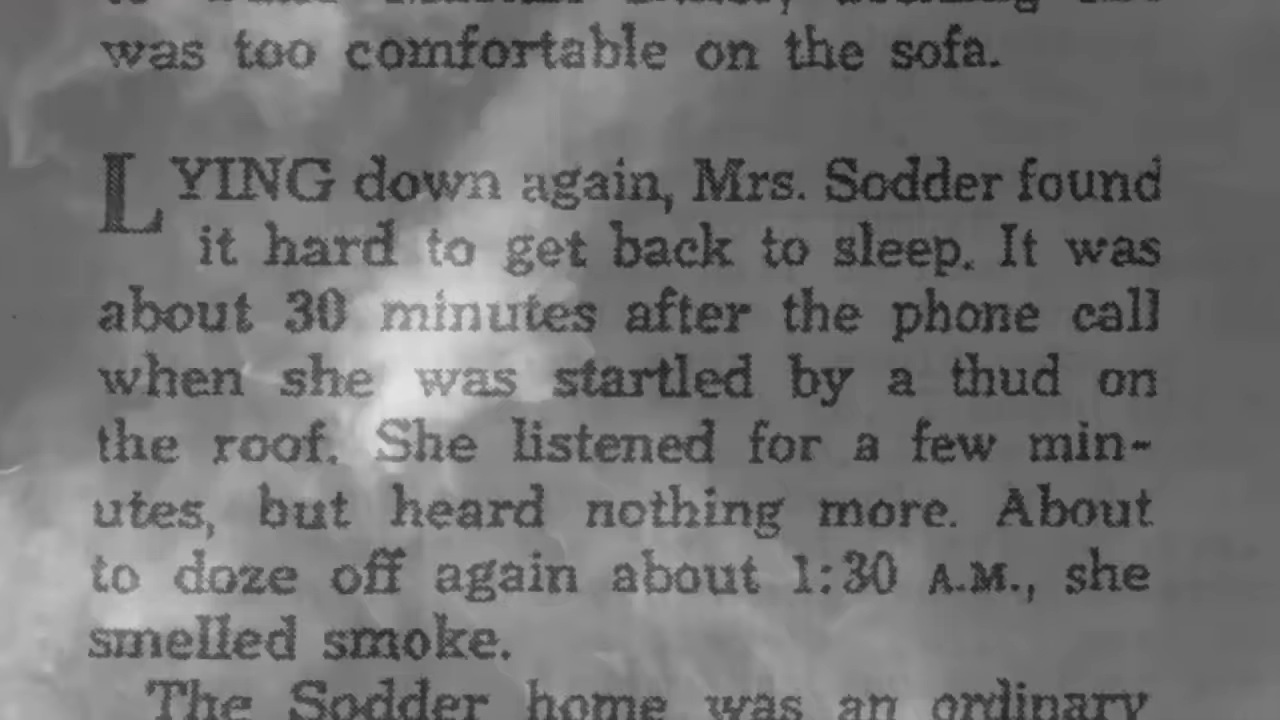 was too comfortable on the sofa.
LYING down again, Mrs. Sodder found
it hard to get back to sleep. It was
about 30 minutes after the phone call
when she was startled by a thud on
the roof. She listened for a few min-
utes, but heard nothing more. About
to doze off again about 1:30 A.M., she
smelled smoke.
The Sodder home was an ordinary